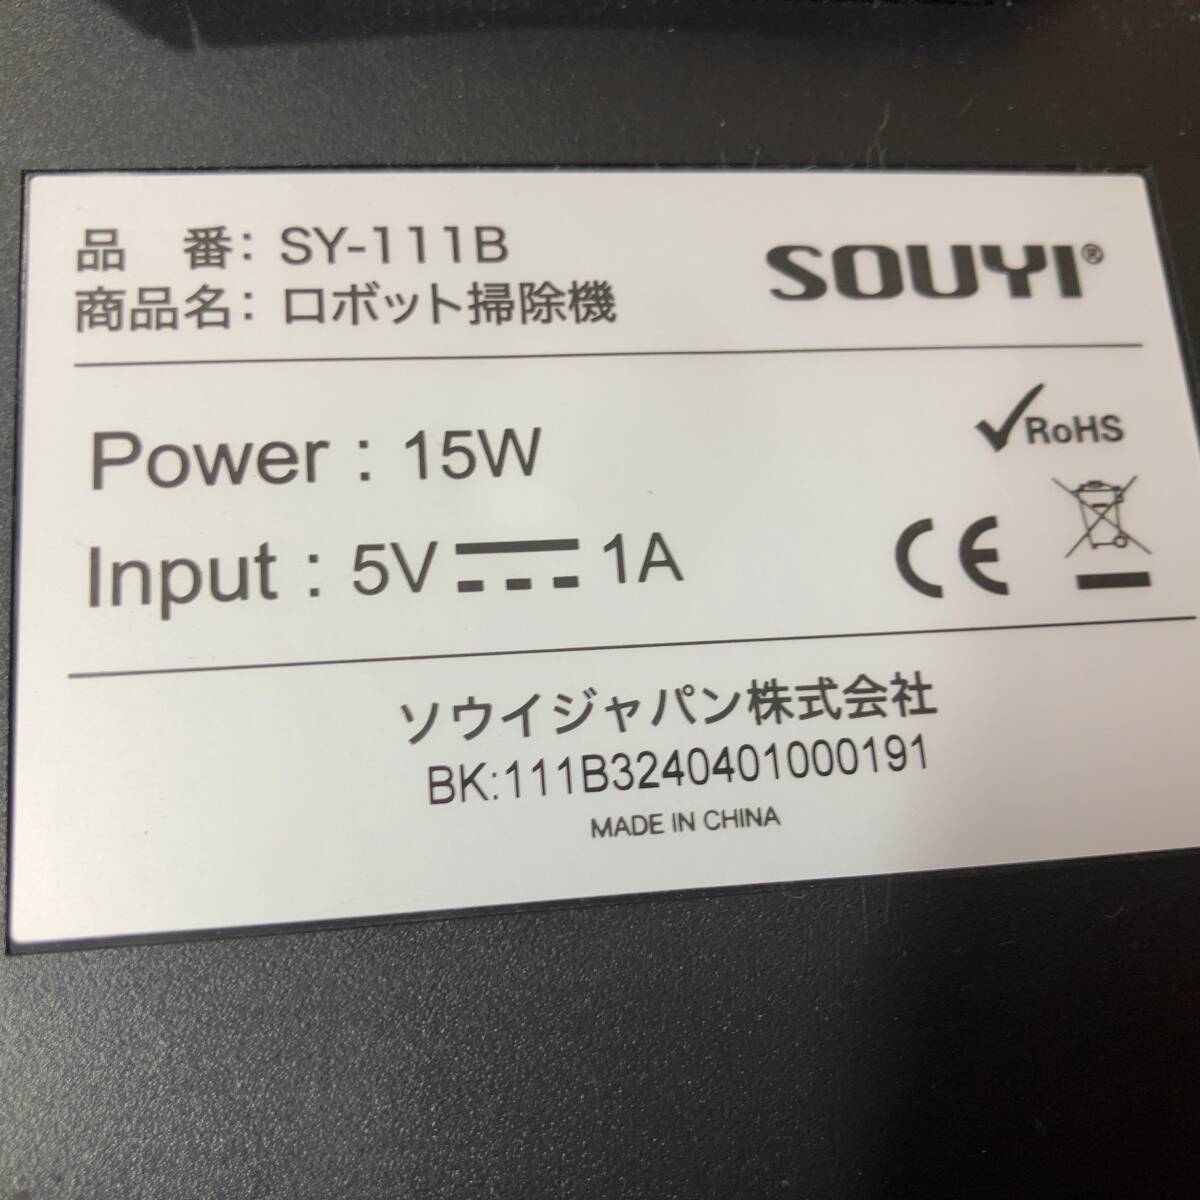 品 番: SY-111B
商品名: ロボット掃除機
SOUYI®
Power : 15W
Input : 5V 1A
RoHS
CE
ソウイジャパン株式会社
BK:111B3240401000191
MADE IN CHINA